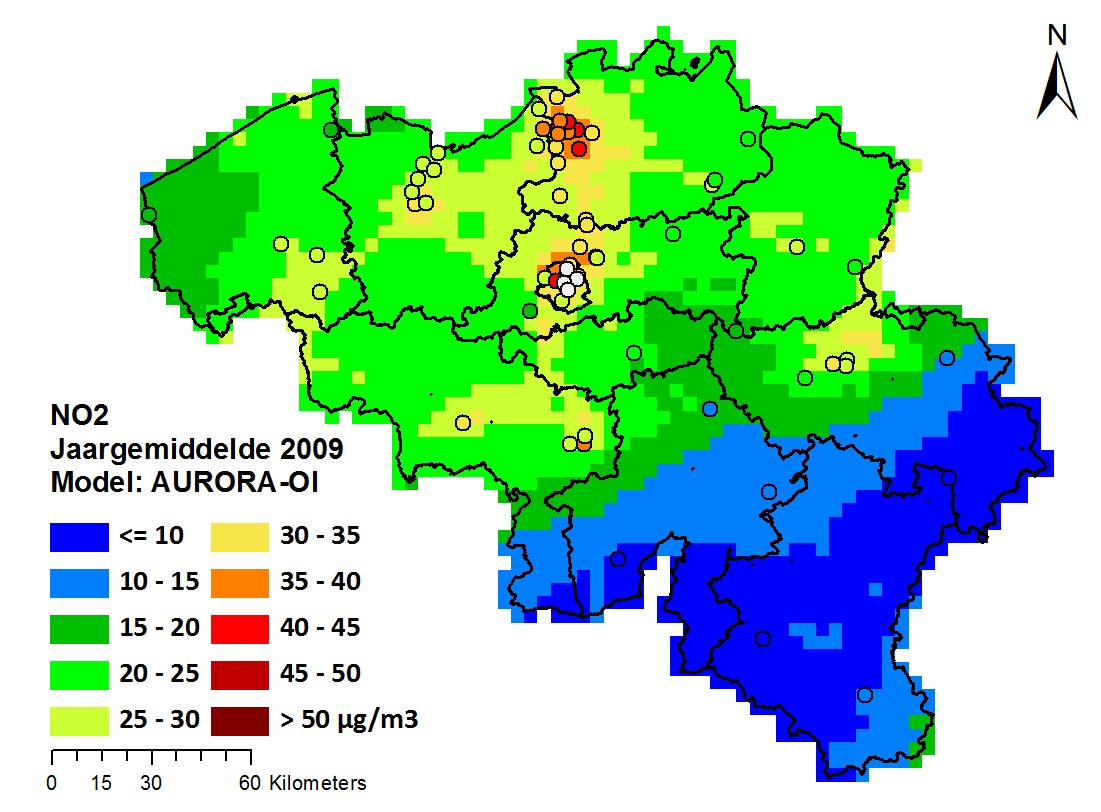 N
NO2
Jaargemiddelde 2009
Model: AURORA-OI
<= 10
30 - 35
10 - 15
35 - 40
15 - 20
40 - 45
20 - 25
45 - 50
25 - 30
> 50 µg/m3
0 15 30 60 Kilometers